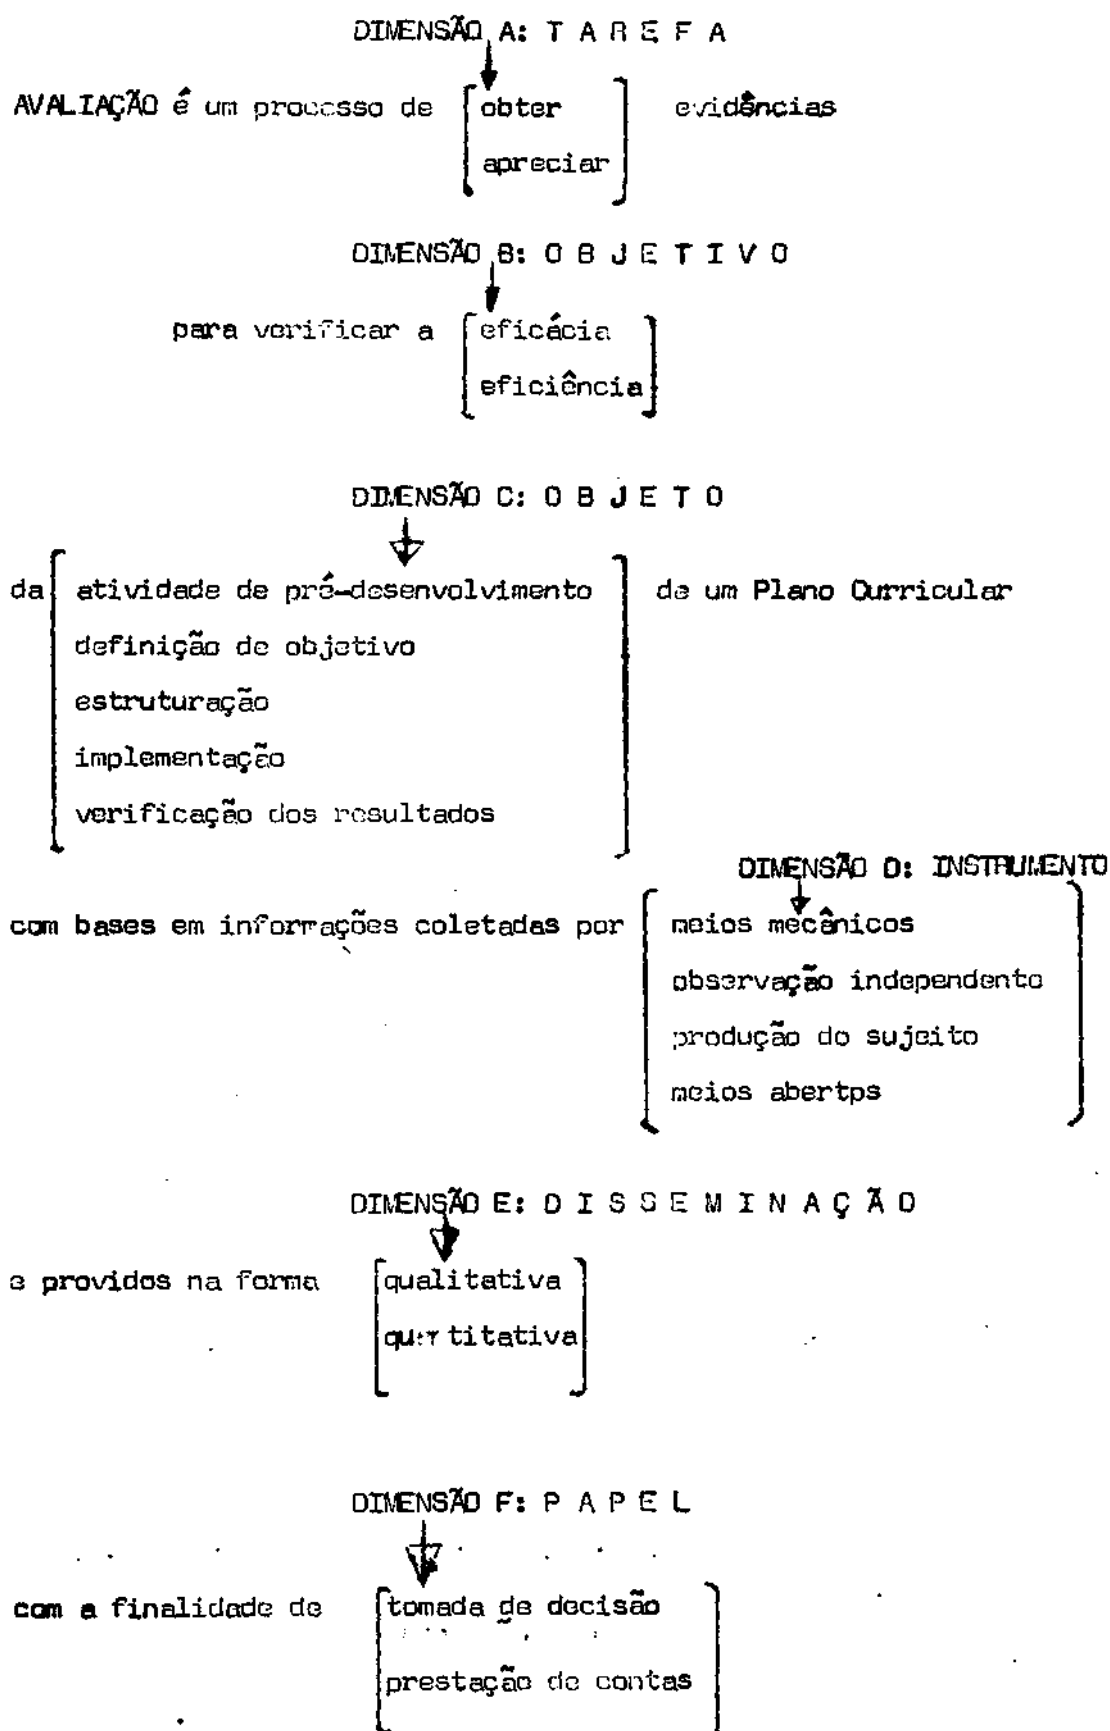 DIMENSÃO A: T A R E F A
AVALIAÇÃO é um processo de obter evidências
apreciar
DIMENSÃO B: O B J E T I V O
para verificar a eficácia
eficiência
DIMENSÃO C: O B J E T O
da atividade de pré-desenvolvimento de um Plano Curricular
definição de objetivo
estruturação
implementação
verificação dos resultados
DIMENSÃO D: INSTRUMENTO
com bases em informações coletadas por meios mecânicos
observação independente
produção do sujeito
meios abertps
DIMENSÃO E: D I S S E M I N A Ç Ã O
e providos na forma qualitativa
quantitativa
DIMENSÃO F: P A P E L
com a finalidade de tomada de decisão
prestação de contas